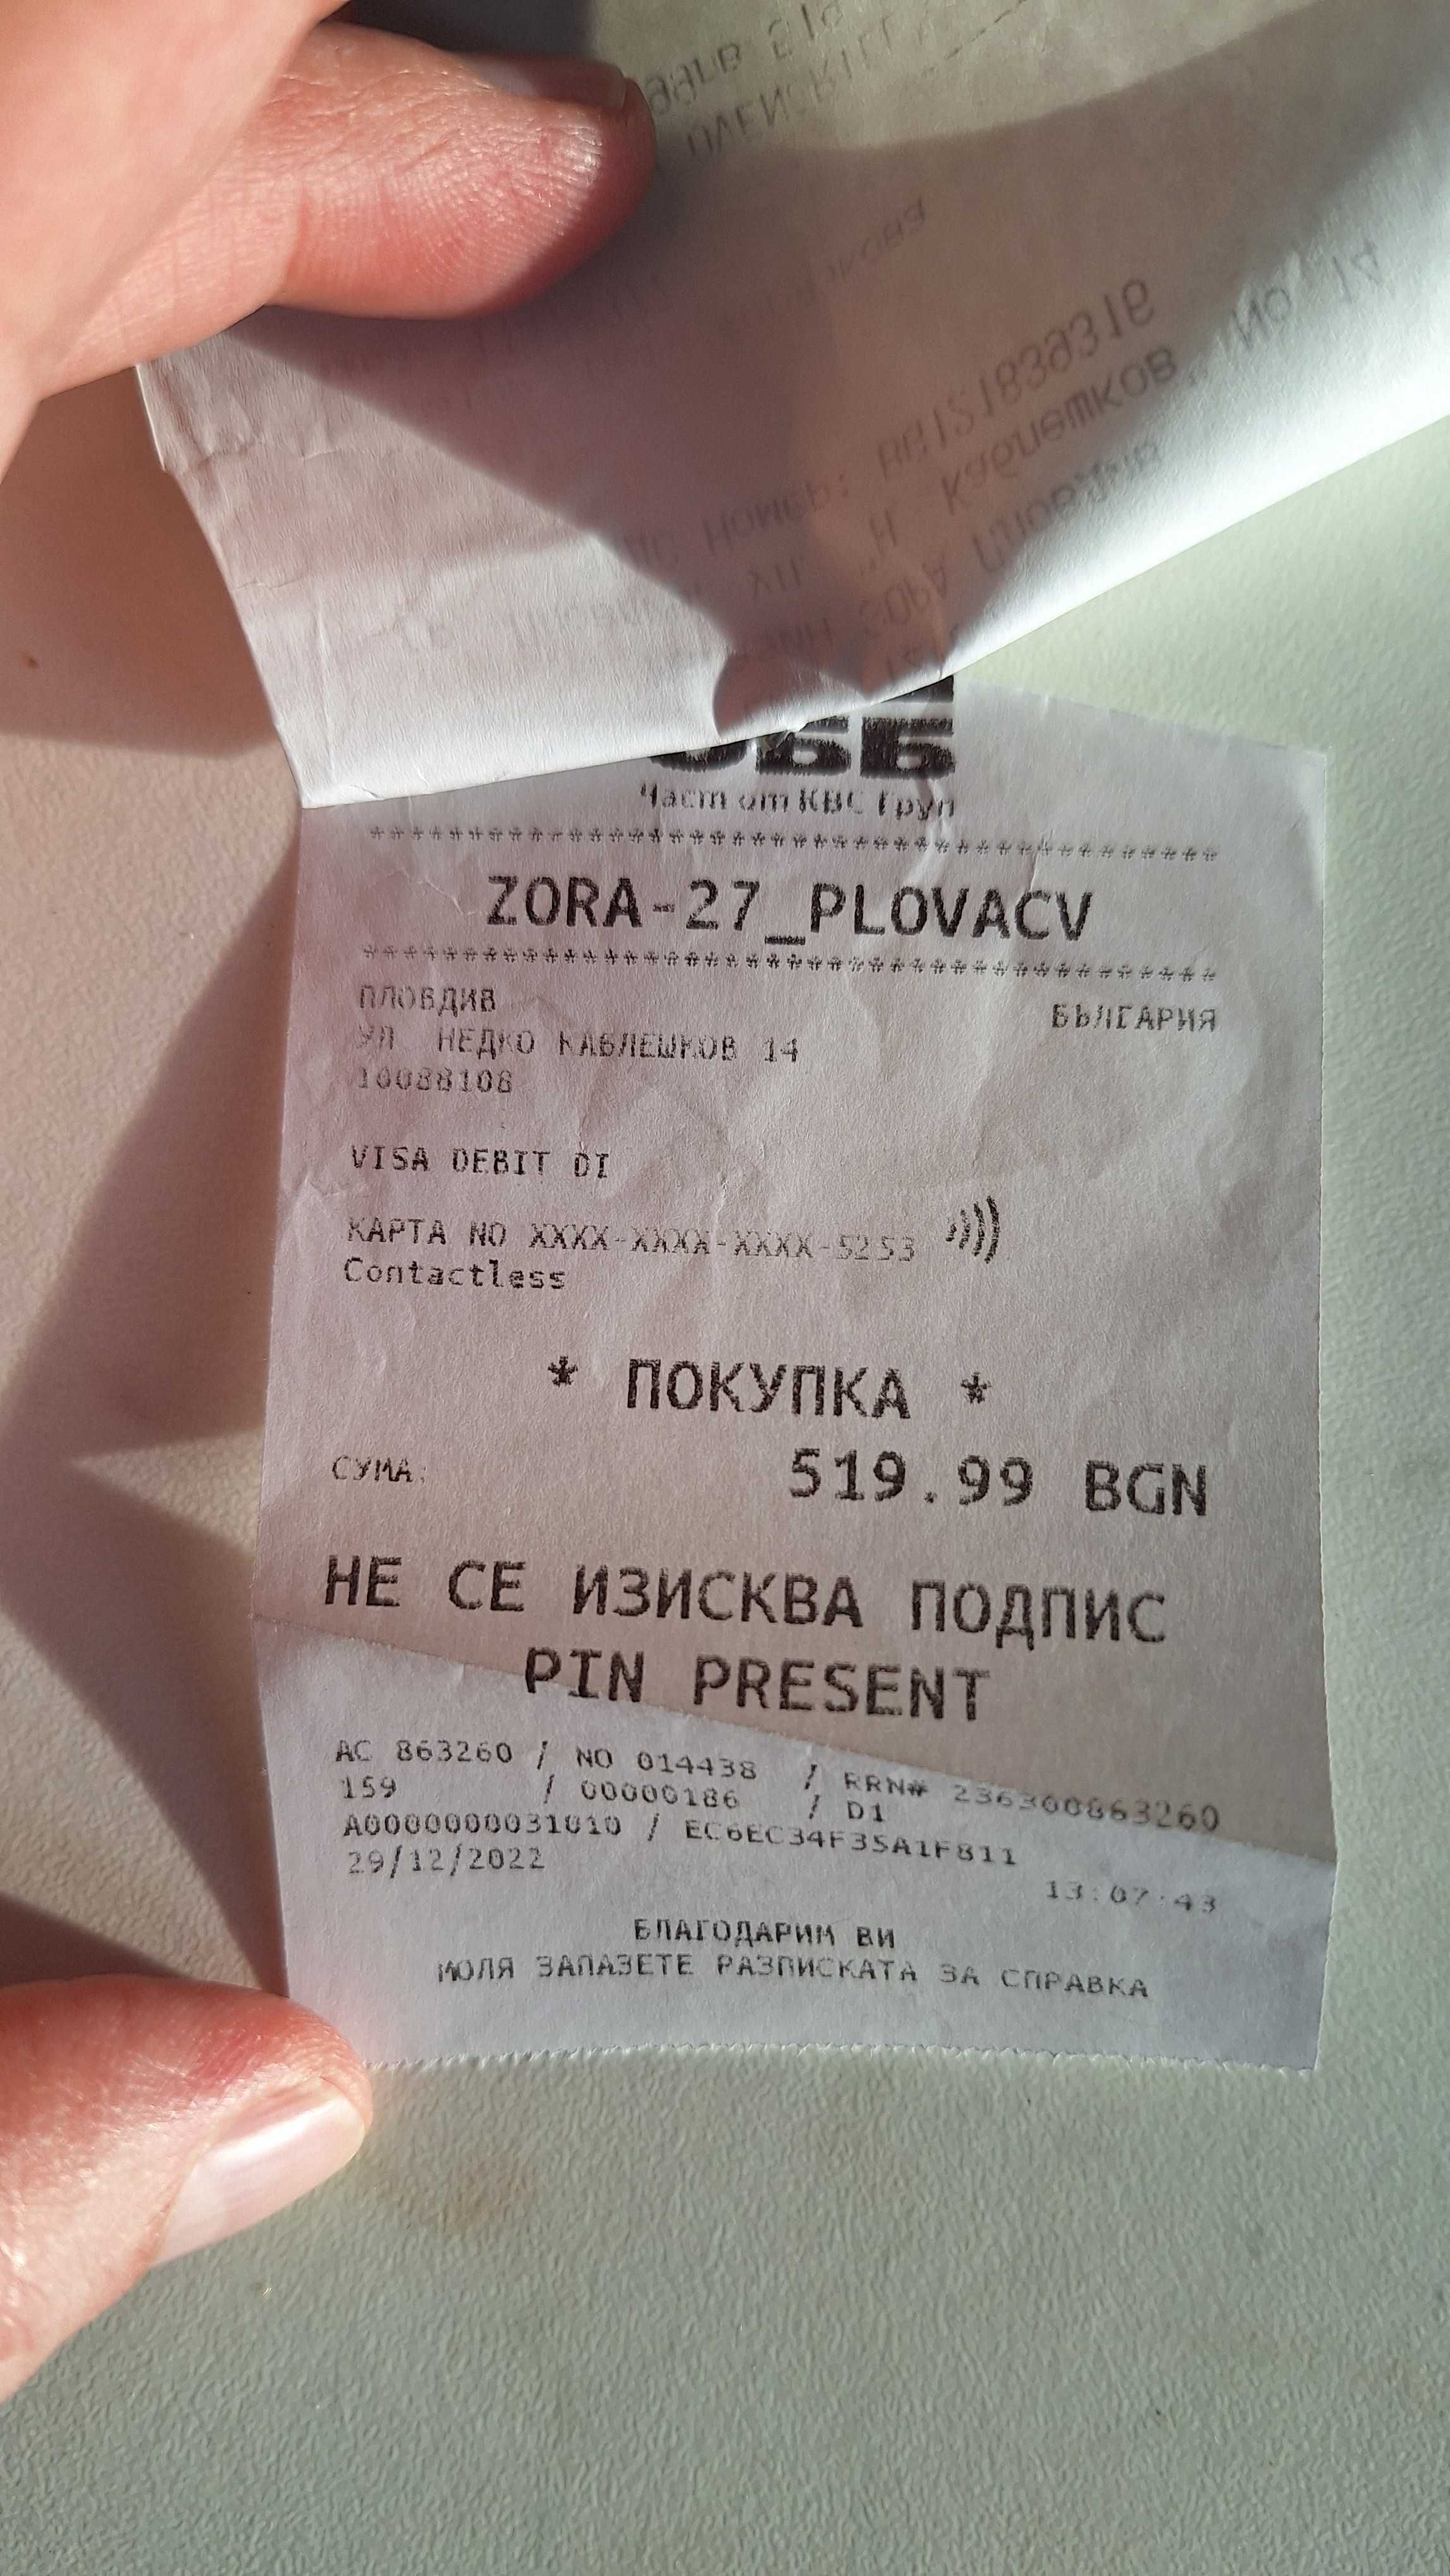 ОББ
Част от KBC Груп
****************************************
ZORA-27_PLOVACV
****************************************
ПЛОВДИВ БЪЛГАРИЯ
УЛ НЕДКО КАБЛЕШКОВ 14
10088108
VISA DEBIT DI
КАРТА NO XXXX-XXXX-XXXX-5253
Contactless
* ПОКУПКА *
СУМА: 519.99 BGN
НЕ СЕ ИЗИСКВА ПОДПИС
PIN PRESENT
AC 863260 / NO 014438 / RRN# 236300863260
159 / 00000186 / D1
A0000000031010 / EC6EC34F35A1F811
29/12/2022 13:07:43
БЛАГОДАРИМ ВИ
МОЛЯ ЗАПАЗЕТЕ РАЗПИСКАТА ЗА СПРАВКА